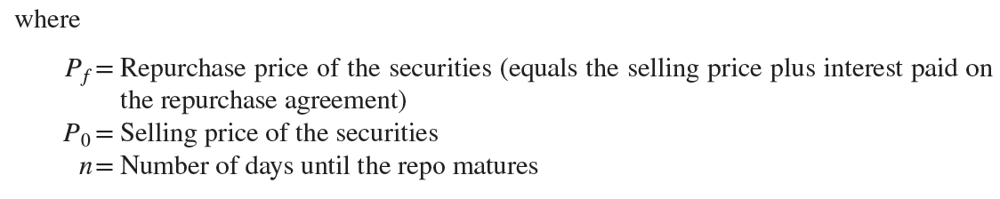 where
P_f = Repurchase price of the securities (equals the selling price plus interest paid on
the repurchase agreement)
P_0 = Selling price of the securities
n = Number of days until the repo matures